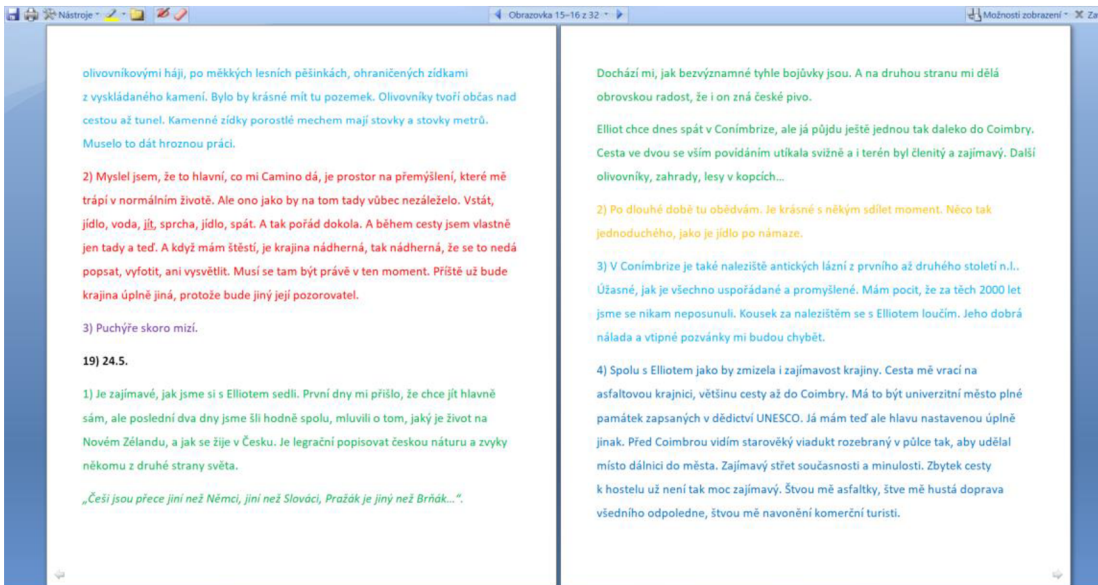 Nástroje
Obrazovka 15–16 z 32
Možnosti zobrazení
Za
olivovníkovými háji, po měkkých lesních pěšinkách, ohraničených zídkami
z vyskládaného kamení. Bylo by krásné mít tu pozemek. Olivovníky tvoří občas nad
cestou až tunel. Kamenné zídky porostlé mechem mají stovky a stovky metrů.
Muselo to dát hroznou práci.
2) Myslel jsem, že to hlavní, co mi Camino dá, je prostor na přemýšlení, které mě
trápí v normálním životě. Ale ono jako by na tom tady vůbec nezáleželo. Vstát,
jídlo, voda, jít, sprcha, jídlo, spát. A tak pořád dokola. A během cesty jsem vlastně
jen tady a teď. A když mám štěstí, je krajina nádherná, tak nádherná, že se to nedá
popsat, vyfotit, ani vysvětlit. Musí se tam být právě v ten moment. Příště už bude
krajina úplně jiná, protože bude jiný její pozorovatel.
3) Puchýře skoro mizí.
19) 24.5.
1) Je zajímavé, jak jsme si s Elliotem sedli. První dny mi přišlo, že chce jít hlavně
sám, ale poslední dva dny jsme šli hodně spolu, mluvili o tom, jaký je život na
Novém Zélandu, a jak se žije v Česku. Je legrační popisovat českou náturu a zvyky
někomu z druhé strany světa.
„Češi jsou přece jiní než Němci, jiní než Slováci, Pražák je jiný než Brňák…“.
Dochází mi, jak bezvýznamné tyhle bojůvky jsou. A na druhou stranu mi dělá
obrovskou radost, že i on zná české pivo.
Elliot chce dnes spát v Conímbrize, ale já půjdu ještě jednou tak daleko do Coimbry.
Cesta ve dvou se vším povídáním utíkala svižně a i terén byl členitý a zajímavý. Další
olivovníky, zahrady, lesy v kopcích…
2) Po dlouhé době tu obědvám. Je krásné s někým sdílet moment. Něco tak
jednoduchého, jako je jídlo po námaze.
3) V Conímbrize je také naleziště antických lázní z prvního až druhého století n.l..
Úžasné, jak je všechno uspořádané a promyšlené. Mám pocit, že za těch 2000 let
jsme se nikam neposunuli. Kousek za nalezištěm se s Elliotem loučím. Jeho dobrá
nálada a vtipné pozvánky mi budou chybět.
4) Spolu s Elliotem jako by zmizela i zajímavost krajiny. Cesta mě vrací na
asfaltovou krajnici, většinu cesty až do Coimbry. Má to být univerzitní město plné
památek zapsaných v dědictví UNESCO. Já mám teď ale hlavu nastavenou úplně
jinak. Před Coimbrou vidím starověký viadukt rozebraný v půlce tak, aby udělal
místo dálnici do města. Zajímavý střet současnosti a minulosti. Zbytek cesty
k hostelu už není tak moc zajímavý. Štvou mě asfaltky, štve mě hustá doprava
všedního odpoledne, štvou mě navonění komerční turisti.